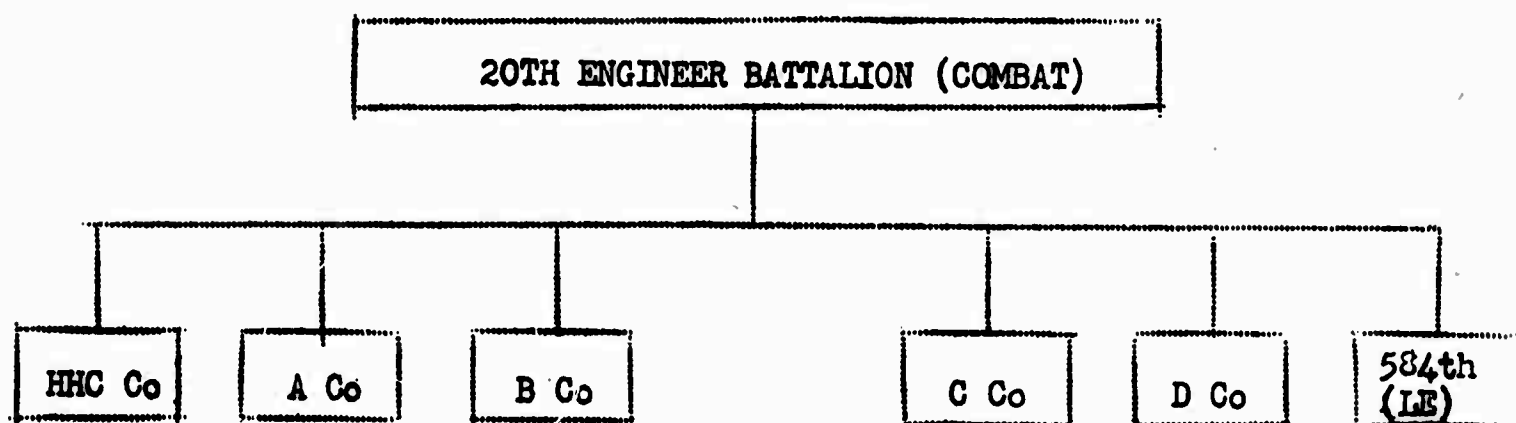 20TH ENGINEER BATTALION (COMBAT)
HHC Co
A Co
B Co
C Co
D Co
584th
(LE)